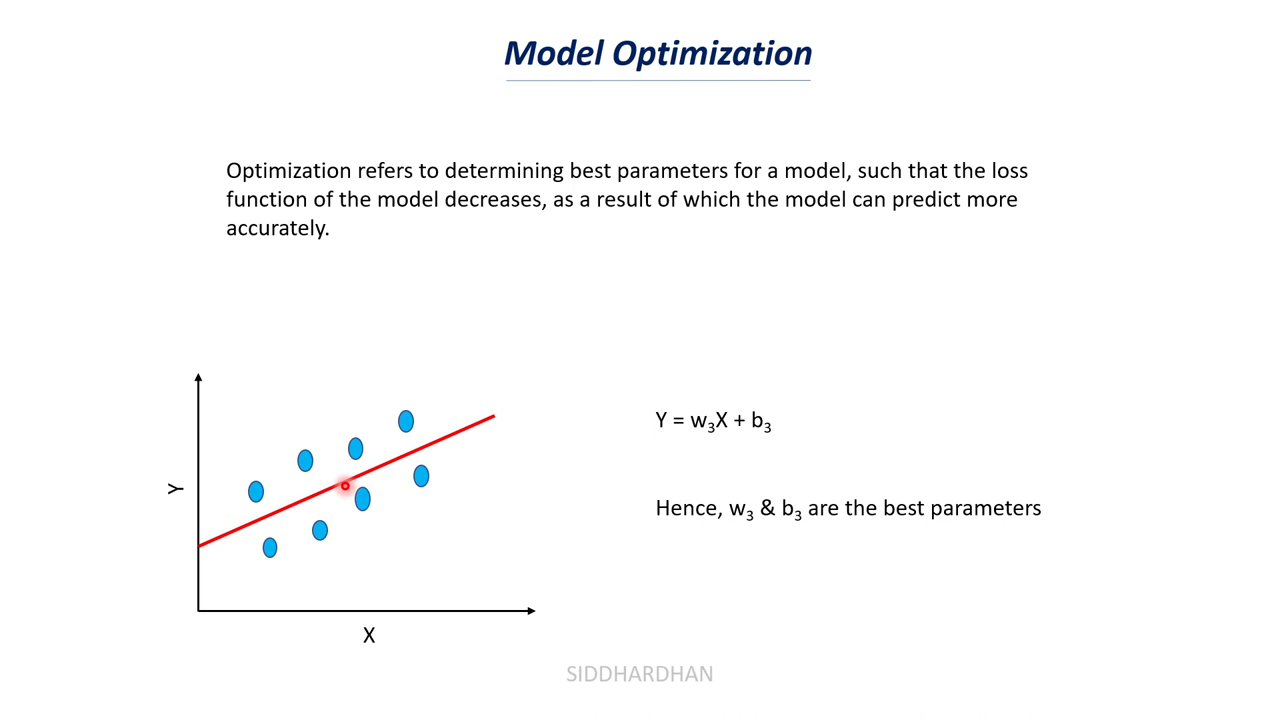 Model Optimization
Optimization refers to determining best parameters for a model, such that the loss
function of the model decreases, as a result of which the model can predict more
accurately.
Y = w₃X + b₃
Hence, w₃ & b₃ are the best parameters
Y
X
SIDDHARDHAN